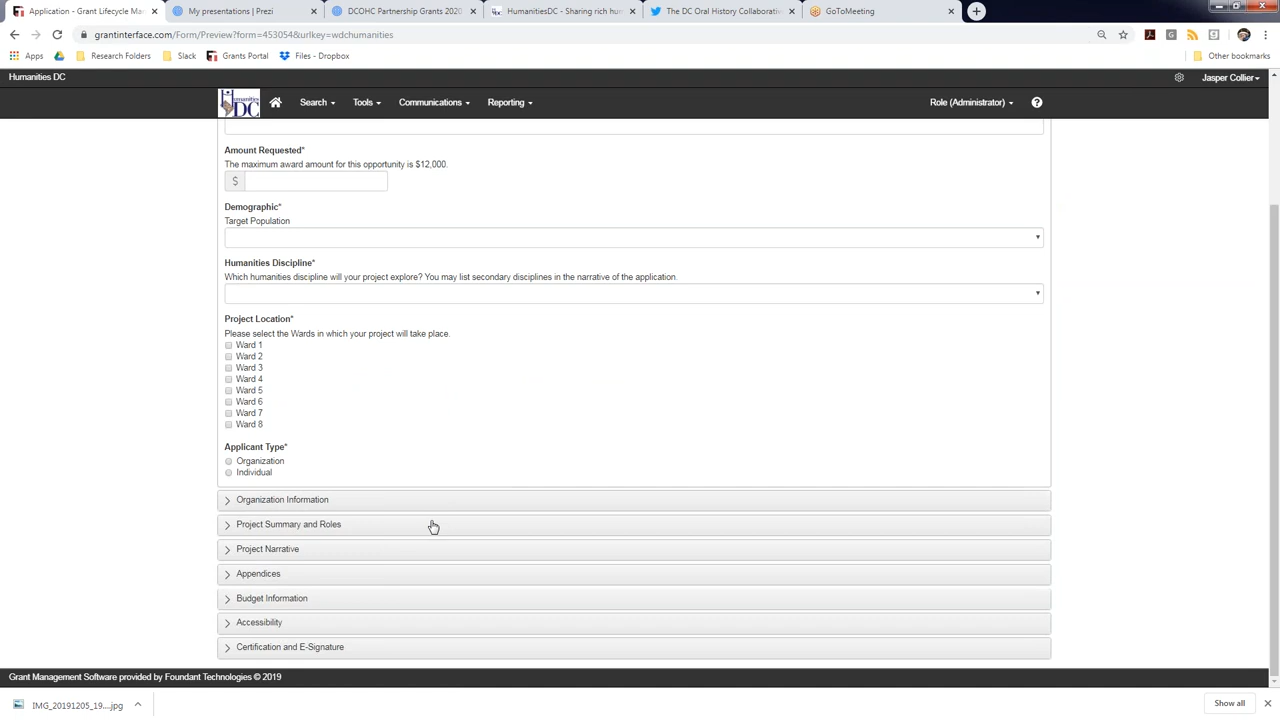 Application - Grant Lifecycle Ma
My presentations | Prezi
DCOHC Partnership Grants 2020
HumanitiesDC - Sharing rich hum
The DC Oral History Collaborativ
GoToMeeting
grantinterface.com/Form/Preview?form=453054&urlkey=wdchumanities
Apps
Research Folders
Slack
Grants Portal
Files - Dropbox
Other bookmarks
Humanities DC
Jasper Collier
Humanities DC
Search
Tools
Communications
Reporting
Role (Administrator)
Amount Requested*
The maximum award amount for this opportunity is $12,000.
$
Demographic*
Target Population
Humanities Discipline*
Which humanities discipline will your project explore? You may list secondary disciplines in the narrative of the application.
Project Location*
Please select the Wards in which your project will take place.
Ward 1
Ward 2
Ward 3
Ward 4
Ward 5
Ward 6
Ward 7
Ward 8
Applicant Type*
Organization
Individual
Organization Information
Project Summary and Roles
Project Narrative
Appendices
Budget Information
Accessibility
Certification and E-Signature
Grant Management Software provided by Foundant Technologies © 2019
IMG_20191205_19....jpg
Show all